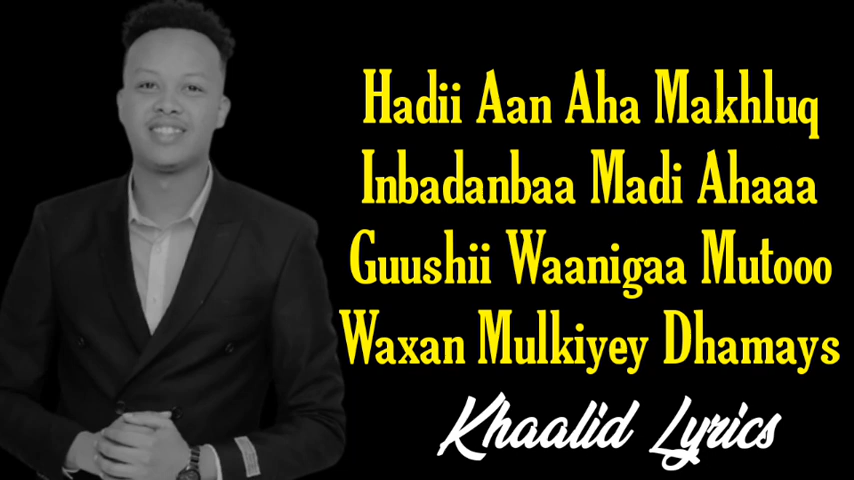 Hadii Aan Aha Makhluq
Inbadanbaa Madi Ahaaa
Guushii Waanigaa Mutooo
Waxan Mulkiyey Dhamays
Khaalid Lyrics